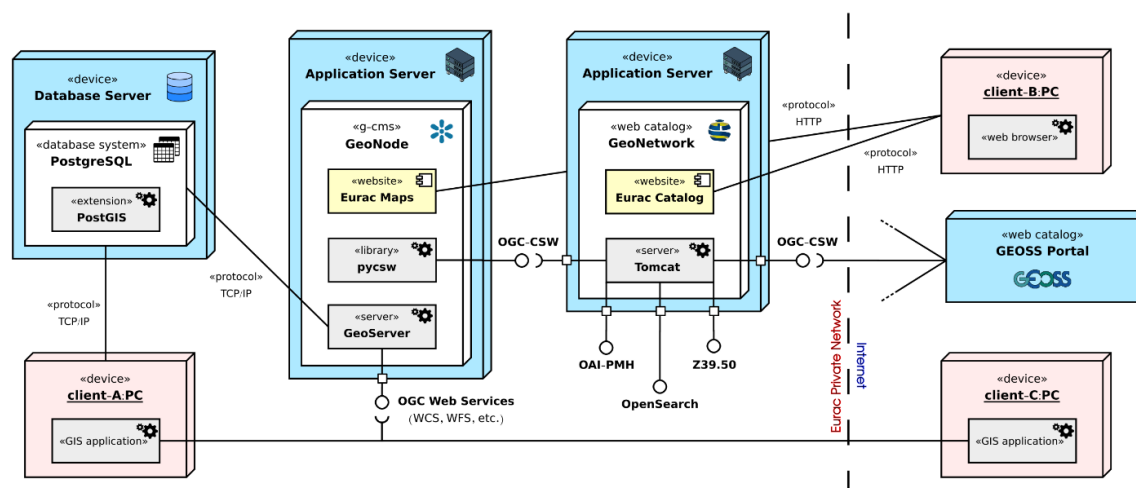 «device»
Database Server
«database system»
PostgreSQL
«extension»
PostGIS
«protocol»
TCP/IP
«protocol»
TCP/IP
«device»
client-A:PC
«GIS application»
«device»
Application Server
«g-cms»
GeoNode
«website»
Eurac Maps
«library»
pycsw
«server»
GeoServer
OGC Web Services
(WCS, WFS, etc.)
OGC-CSW
«device»
Application Server
«web catalog»
GeoNetwork
«website»
Eurac Catalog
«server»
Tomcat
OAI-PMH
OpenSearch
Z39.50
OGC-CSW
«protocol»
HTTP
«protocol»
HTTP
Eurac Private Network
Internet
«device»
client-B:PC
«web browser»
«web catalog»
GEOSS Portal
GEOSS
«device»
client-C:PC
«GIS application»